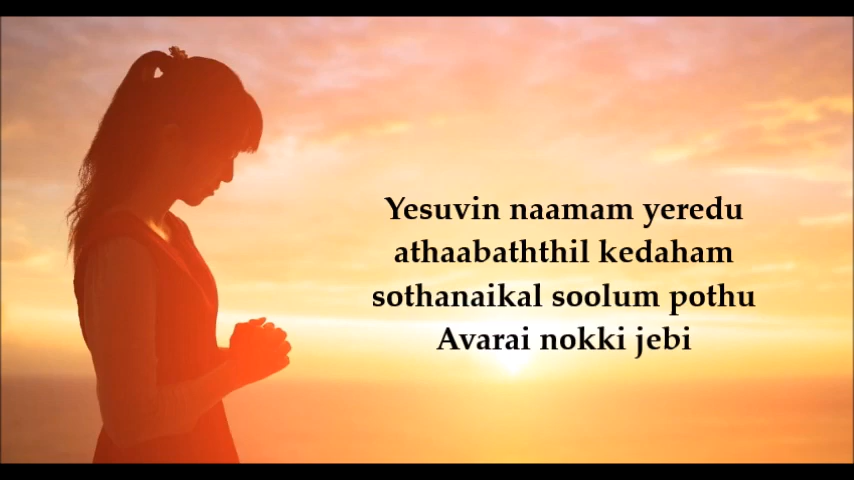 Yesuvin naamam yeredu
athaabaththil kedaham
sothanaikal soolum pothu
Avarai nokki jebi